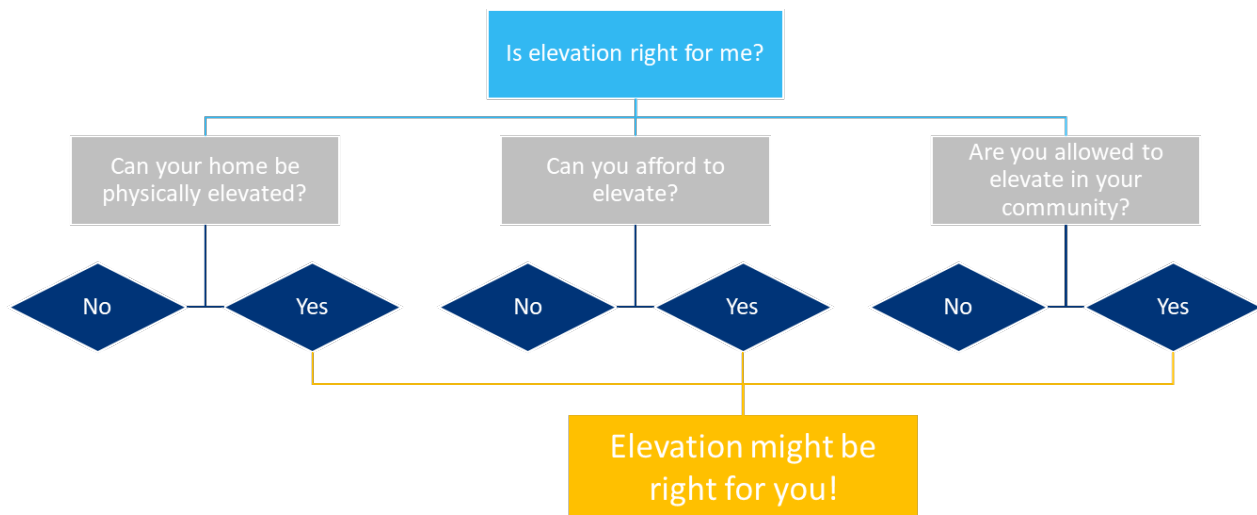 Is elevation right for me?
Can your home be
physically elevated?
Can you afford to
elevate?
Are you allowed to
elevate in your
community?
No
Yes
No
Yes
No
Yes
Elevation might be
right for you!